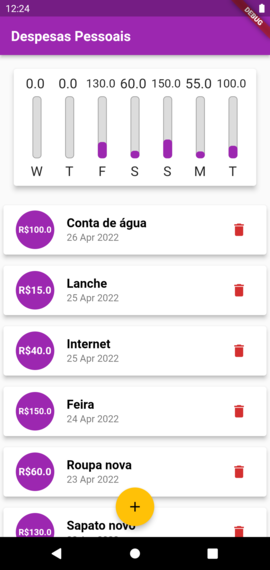 12:24
DEBUG
Despesas Pessoais
0.0 0.0 130.0 60.0 150.0 55.0 100.0
W T F S S M T
R$100.0 Conta de água
26 Apr 2022
R$15.0 Lanche
25 Apr 2022
R$40.0 Internet
25 Apr 2022
R$150.0 Feira
24 Apr 2022
R$60.0 Roupa nova
23 Apr 2022
+
R$130.0 Sapato novo